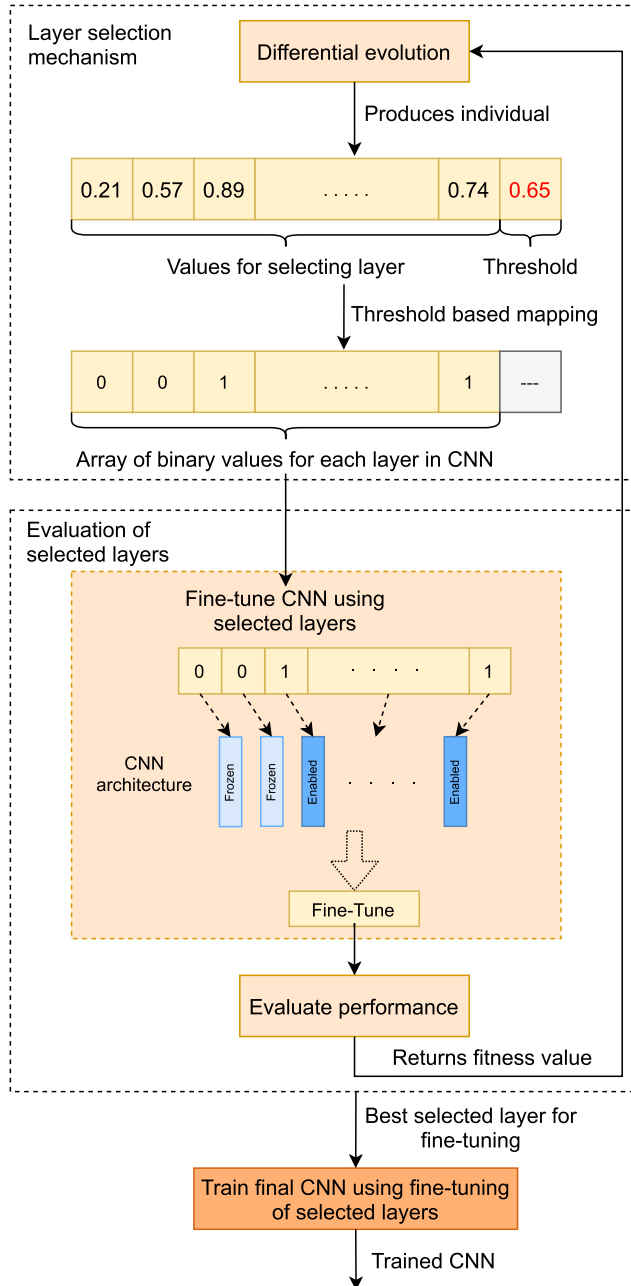 Layer selection
mechanism
Differential evolution
Produces individual
0.21 0.57 0.89 . . . . . 0.74 0.65
Values for selecting layer Threshold
Threshold based mapping
0 0 1 . . . . . 1 ---
Array of binary values for each layer in CNN
Evaluation of
selected layers
Fine-tune CNN using
selected layers
0 0 1 . . . . 1
CNN
architecture
Frozen Frozen Enabled . . . . Enabled
Fine-Tune
Evaluate performance
Returns fitness value
Best selected layer for
fine-tuning
Train final CNN using fine-tuning
of selected layers
Trained CNN